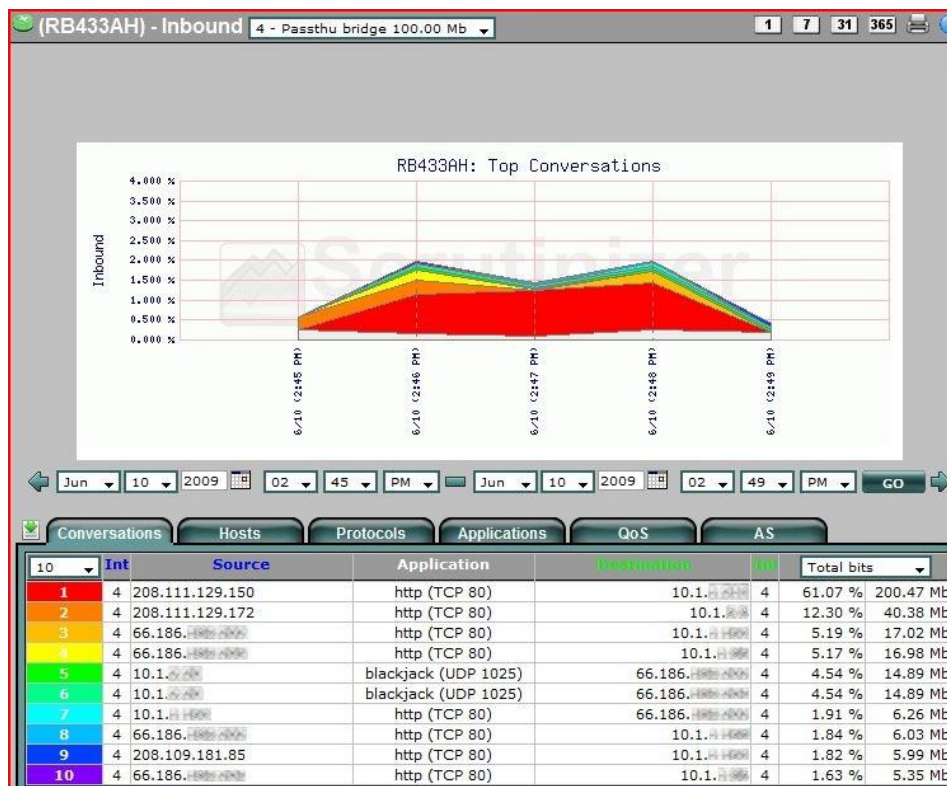 (RB433AH) - Inbound 4 - Passthu bridge 100.00 Mb 1 7 31 365
RB433AH: Top Conversations
Scrutinizer
Inbound
4.000 %
3.500 %
3.000 %
2.500 %
2.000 %
1.500 %
1.000 %
0.500 %
0.000 %
6/10 (2:45 PM)
6/10 (2:46 PM)
6/10 (2:47 PM)
6/10 (2:48 PM)
6/10 (2:49 PM)
Jun 10 2009 02 45 PM Jun 10 2009 02 49 PM GO
Conversations Hosts Protocols Applications QoS AS
10 Int Source Application Destination Int Total bits
1 4 208.111.129.150 http (TCP 80) 10.1. 4 61.07 % 200.47 Mb
2 4 208.111.129.172 http (TCP 80) 10.1. 4 12.30 % 40.38 Mb
3 4 66.186. http (TCP 80) 10.1. 4 5.19 % 17.02 Mb
4 4 66.186. http (TCP 80) 10.1. 4 5.17 % 16.98 Mb
5 4 10.1. blackjack (UDP 1025) 66.186. 4 4.54 % 14.89 Mb
6 4 10.1. blackjack (UDP 1025) 66.186. 4 4.54 % 14.89 Mb
7 4 10.1. http (TCP 80) 66.186. 4 1.91 % 6.26 Mb
8 4 66.186. http (TCP 80) 10.1. 4 1.84 % 6.03 Mb
9 4 208.109.181.85 http (TCP 80) 10.1. 4 1.82 % 5.99 Mb
10 4 66.186. http (TCP 80) 10.1. 4 1.63 % 5.35 Mb